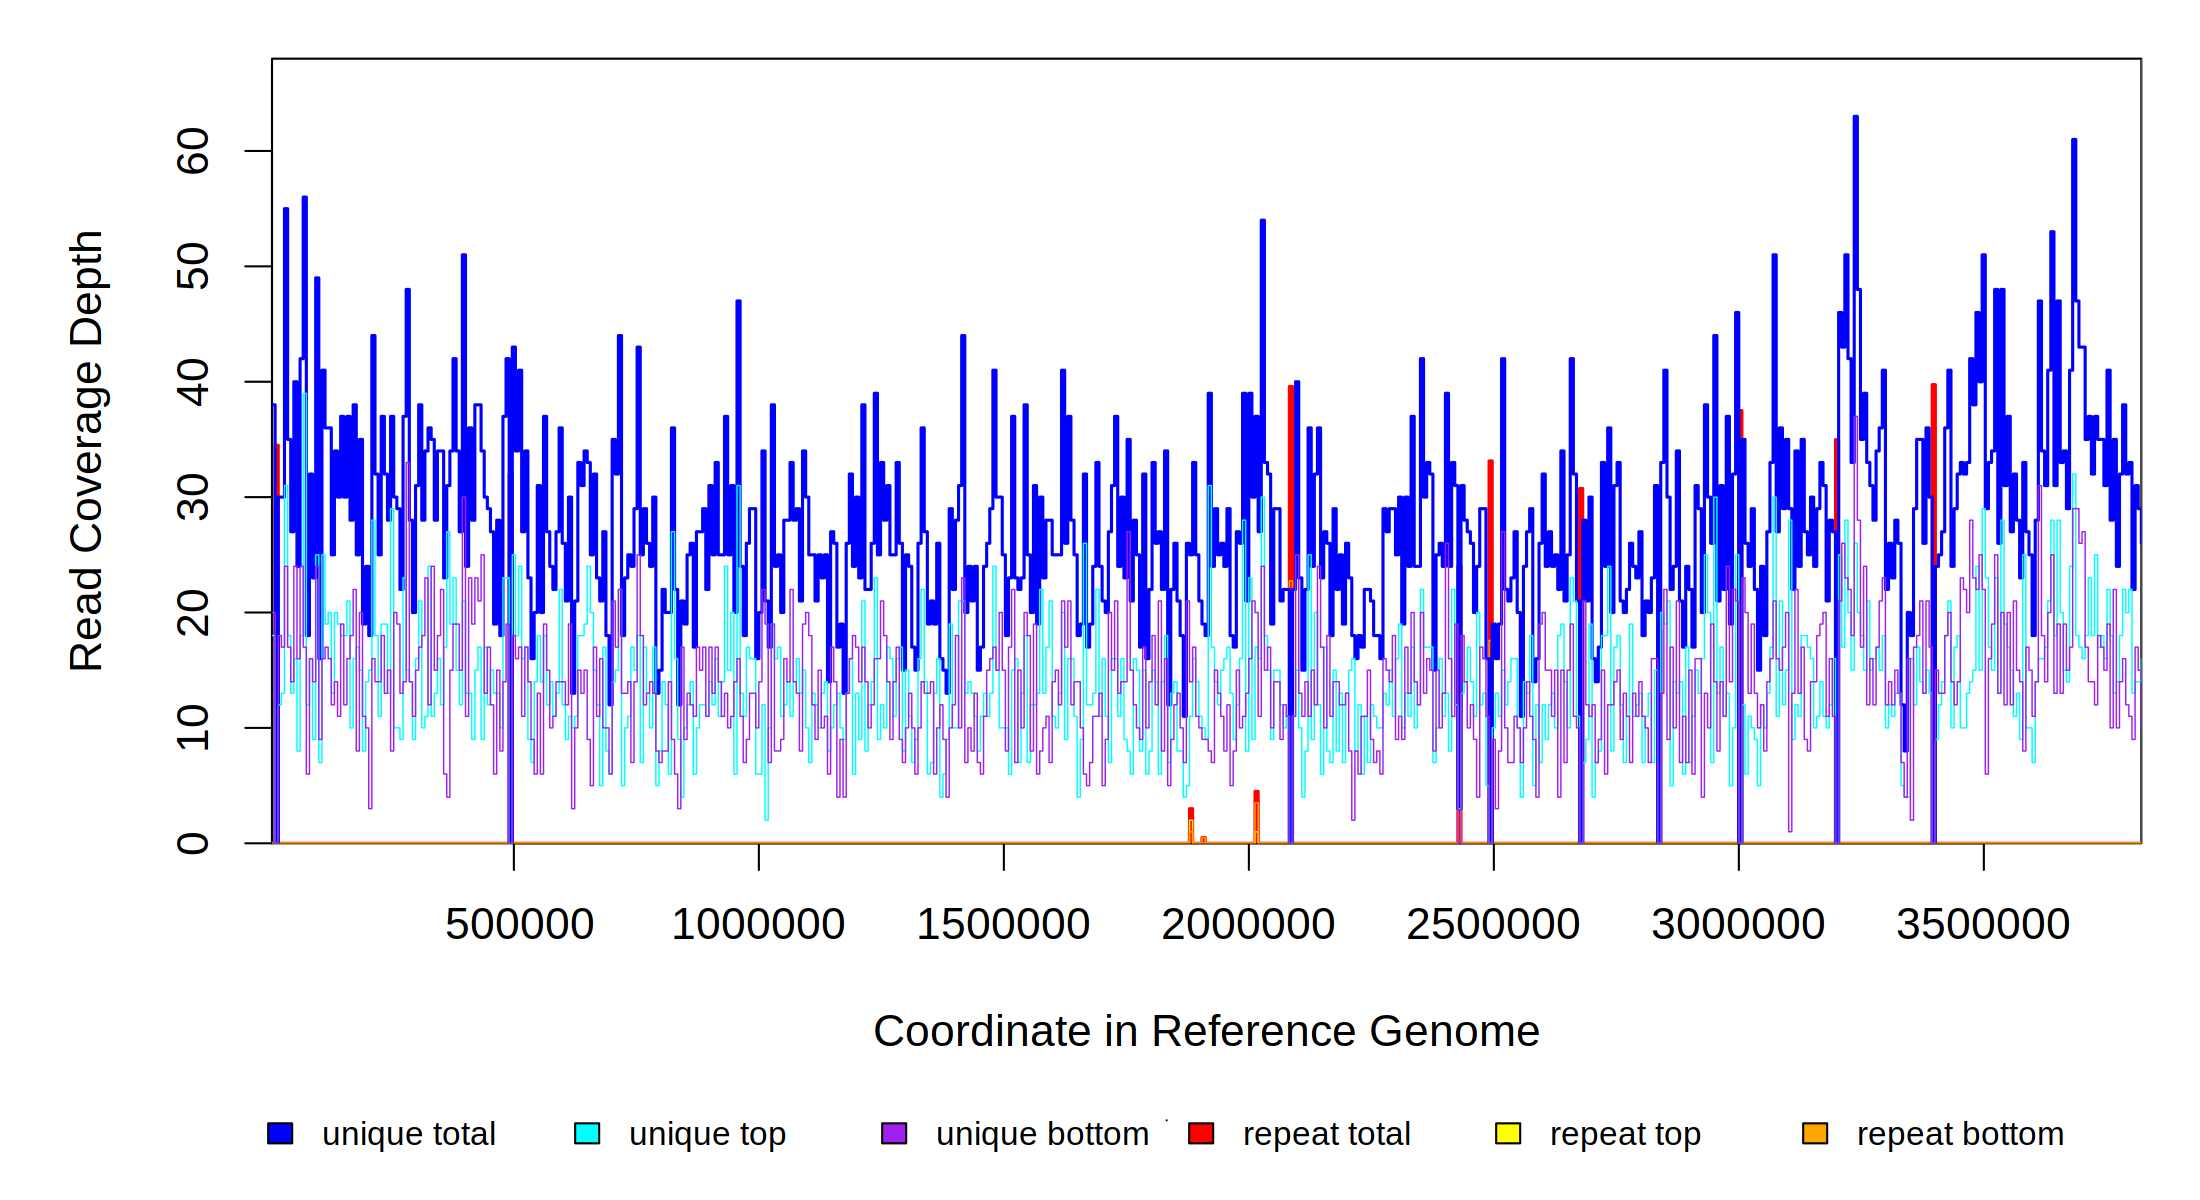 60
50
40
30
20
10
0
Read Coverage Depth
500000 1000000 1500000 2000000 2500000 3000000 3500000
Coordinate in Reference Genome
unique total unique top unique bottom repeat total repeat top repeat bottom